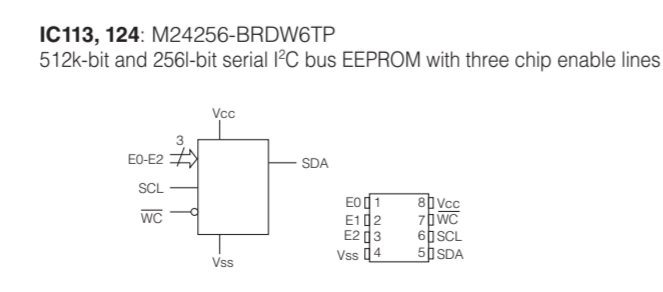 IC113, 124: M24256-BRDW6TP
512k-bit and 256l-bit serial I²C bus EEPROM with three chip enable lines
Vcc
3
E0-E2
SDA
SCL
WC
Vss
E0 1 8 Vcc
E1 2 7 WC
E2 3 6 SCL
Vss 4 5 SDA